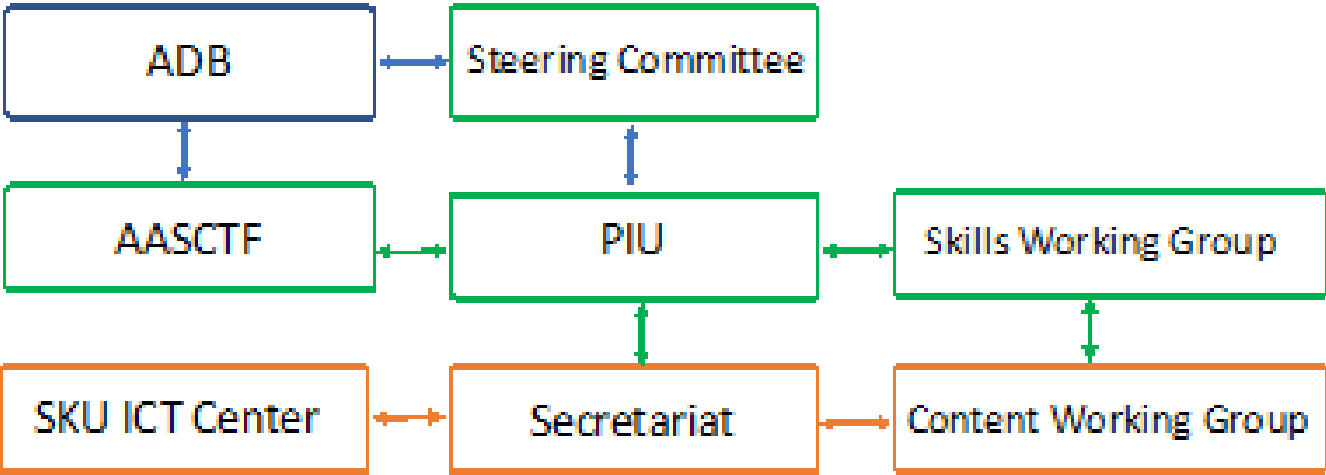 ADB
Steering Committee
AASCTF
PIU
Skills Working Group
SKU ICT Center
Secretariat
Content Working Group